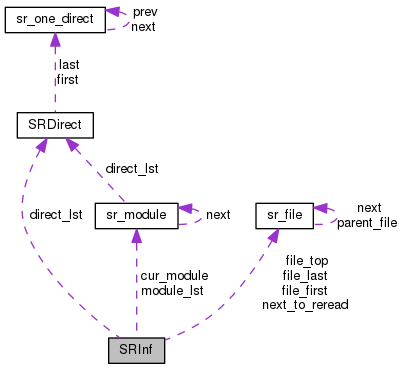 sr_one_direct
prev
next
last
first
SRDirect
direct_lst
direct_lst
sr_module
next
sr_file
next
parent_file
cur_module
module_lst
file_top
file_last
file_first
next_to_reread
SRInf